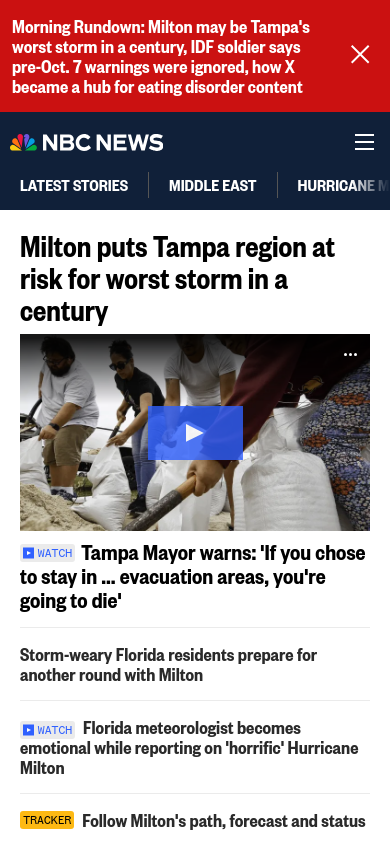 Morning Rundown: Milton may be Tampa's
worst storm in a century, IDF soldier says
pre-Oct. 7 warnings were ignored, how X
became a hub for eating disorder content
NBC NEWS
LATEST STORIES MIDDLE EAST HURRICANE M
Milton puts Tampa region at
risk for worst storm in a
century
WATCH Tampa Mayor warns: 'If you chose
to stay in ... evacuation areas, you're
going to die'
Storm-weary Florida residents prepare for
another round with Milton
WATCH Florida meteorologist becomes
emotional while reporting on 'horrific' Hurricane
Milton
TRACKER Follow Milton's path, forecast and status